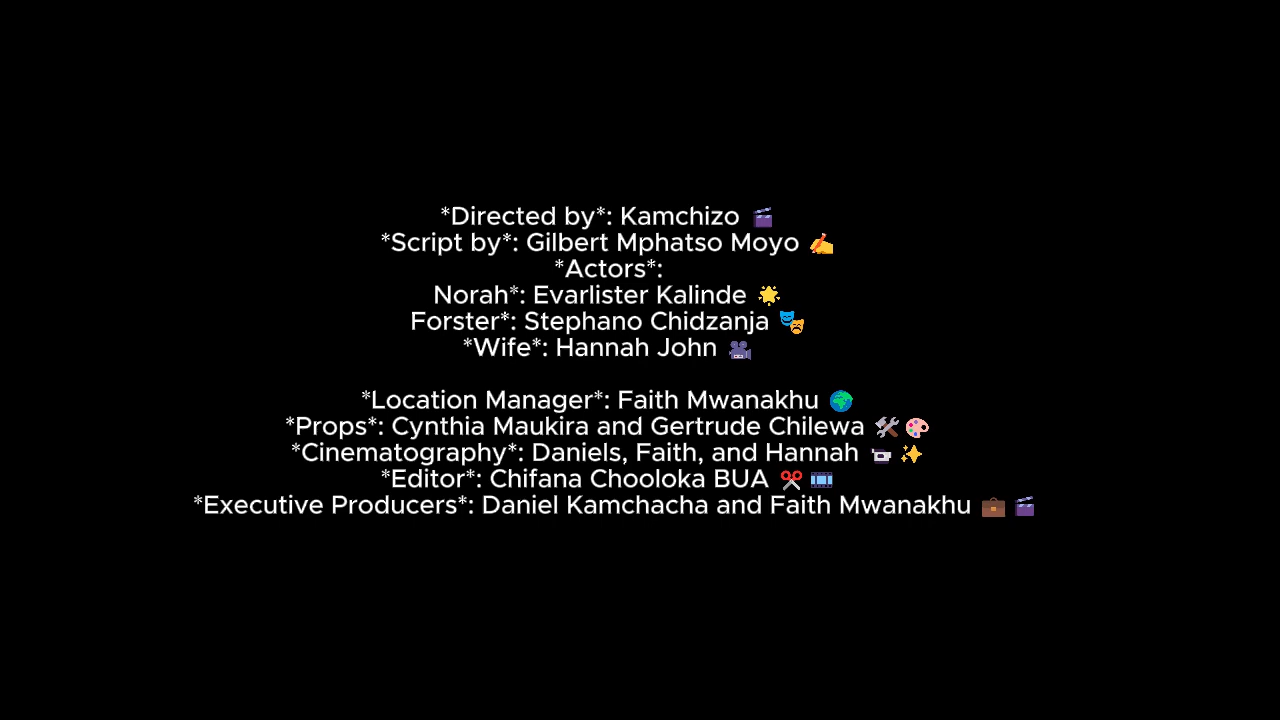 *Directed by*: Kamchizo 🎬
*Script by*: Gilbert Mphatso Moyo ✍️
*Actors*:
Norah*: Evarlister Kalinde 🌟
Forster*: Stephano Chidzanja 🎭
*Wife*: Hannah John 🎥
*Location Manager*: Faith Mwanakhu 🌍
*Props*: Cynthia Maukira and Gertrude Chilewa 🛠️🎨
*Cinematography*: Daniels, Faith, and Hannah 📹✨
*Editor*: Chifana Chooloka BUA ✂️🎞️
*Executive Producers*: Daniel Kamchacha and Faith Mwanakhu 💼🎬